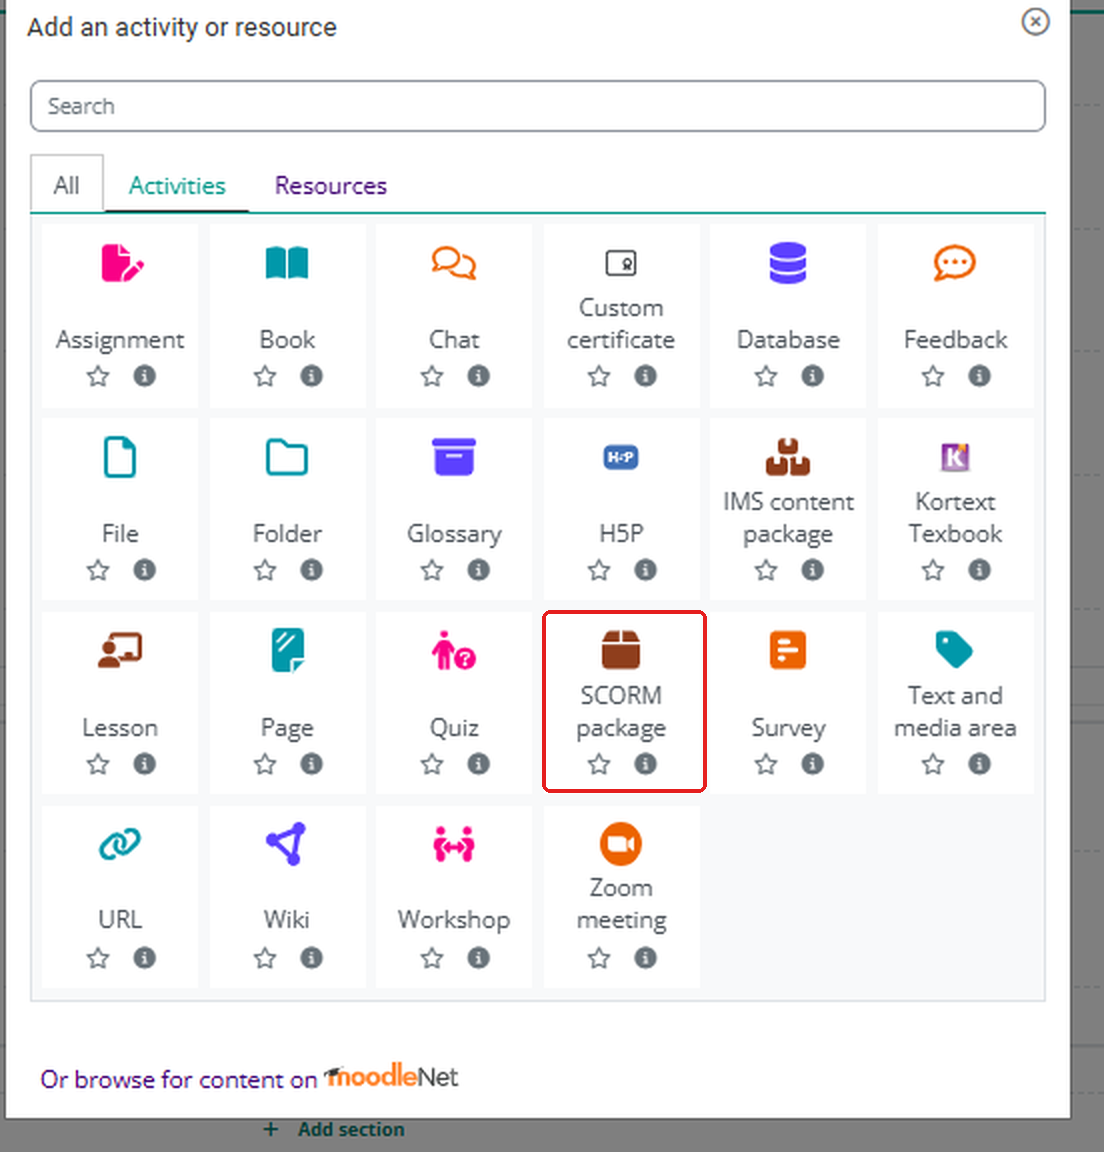 Add an activity or resource
Search
All Activities Resources
Assignment Book Chat Custom certificate Database Feedback
File Folder Glossary H5P IMS content package Kortext Texbook
Lesson Page Quiz SCORM package Survey Text and media area
URL Wiki Workshop Zoom meeting
Or browse for content on moodleNet
+ Add section